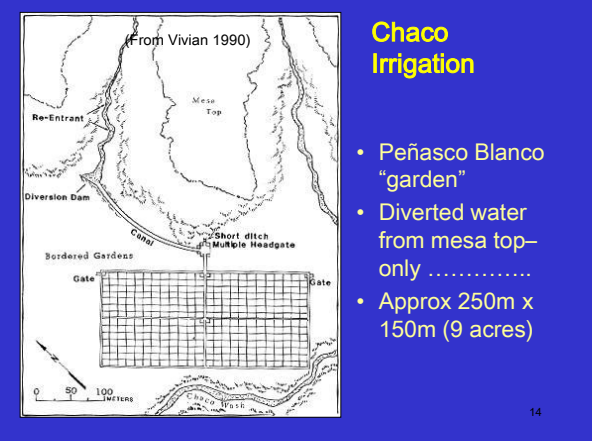 (From Vivian 1990)
Mesa
Top
Re-Entrant
Diversion Dam
Canal
Short ditch
Multiple Headgate
Bordered Gardens
Gate
Gate
N
0 50 100
METERS
Chaco Wash
Chaco
Irrigation
• Peñasco Blanco
“garden”
• Diverted water
from mesa top–
only …………..
• Approx 250m x
150m (9 acres)
14